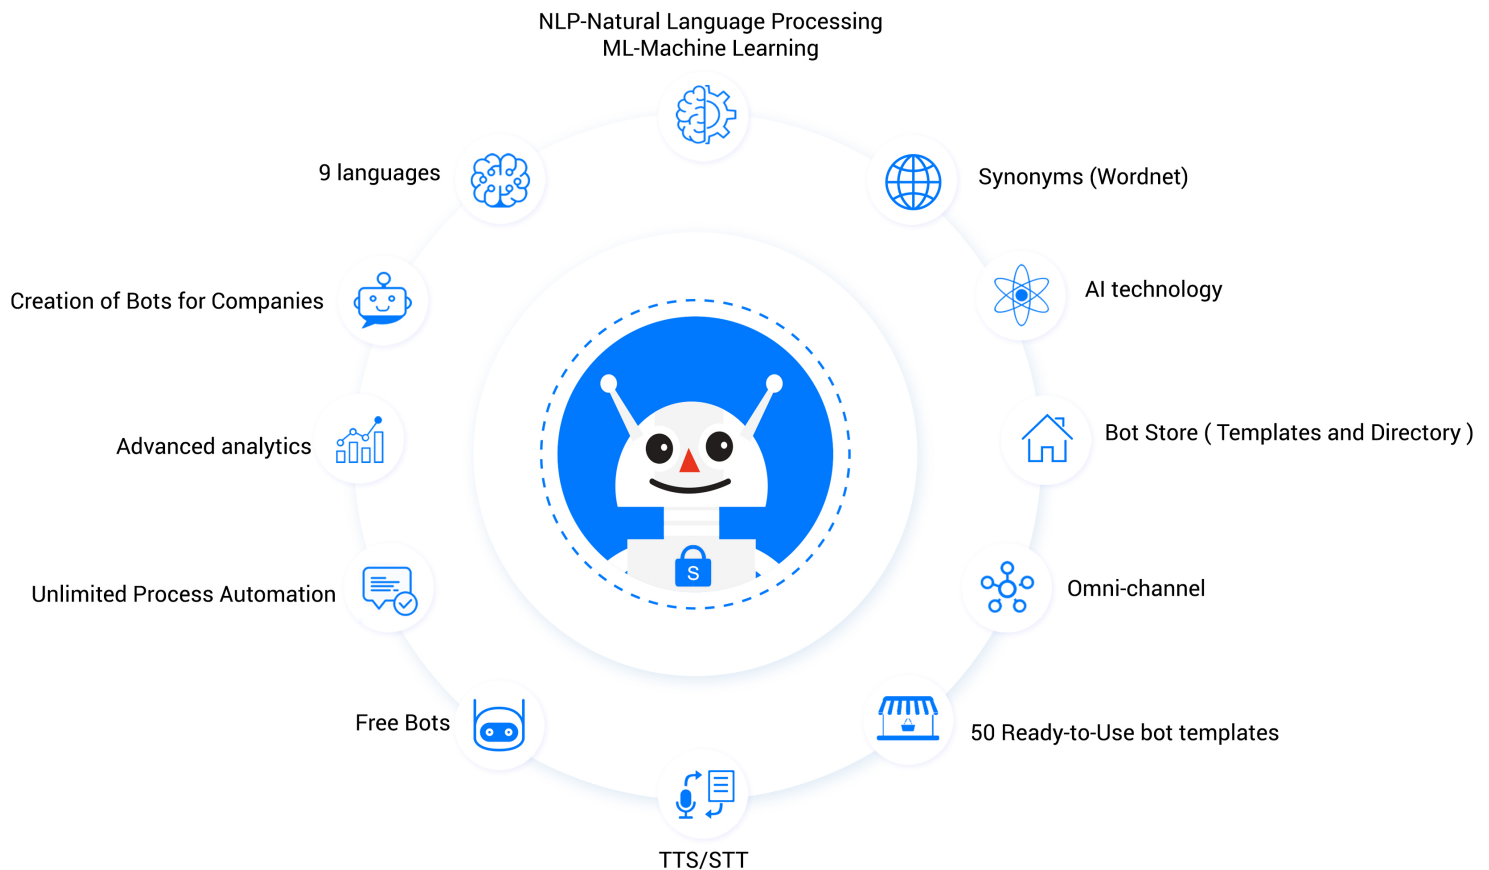 NLP-Natural Language Processing
ML-Machine Learning
9 languages
Synonyms (Wordnet)
Creation of Bots for Companies
AI technology
Advanced analytics
Bot Store ( Templates and Directory )
Unlimited Process Automation
Omni-channel
S
Free Bots
50 Ready-to-Use bot templates
TTS/STT